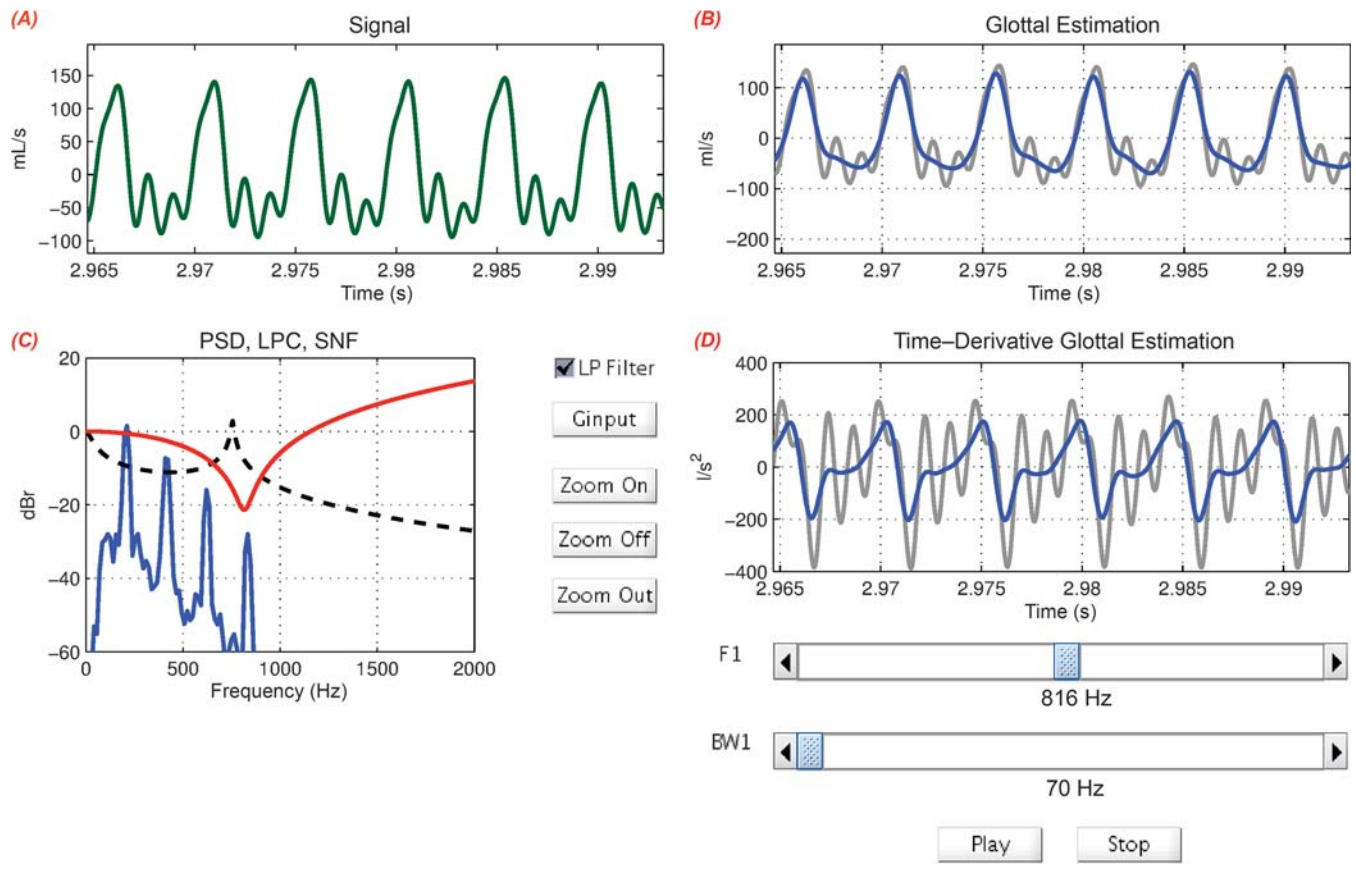 (A)
Signal
150
100
50
0
−50
−100
mL/s
2.965 2.97 2.975 2.98 2.985 2.99
Time (s)
(B)
Glottal Estimation
100
0
−100
−200
ml/s
2.965 2.97 2.975 2.98 2.985 2.99
Time (s)
(C)
PSD, LPC, SNF
20
0
−20
−40
−60
dBr
0 500 1000 1500 2000
Frequency (Hz)
LP Filter
Ginput
Zoom On
Zoom Off
Zoom Out
(D)
Time–Derivative Glottal Estimation
400
200
0
−200
−400
l/s²
2.965 2.97 2.975 2.98 2.985 2.99
Time (s)
F1
816 Hz
BW1
70 Hz
Play Stop